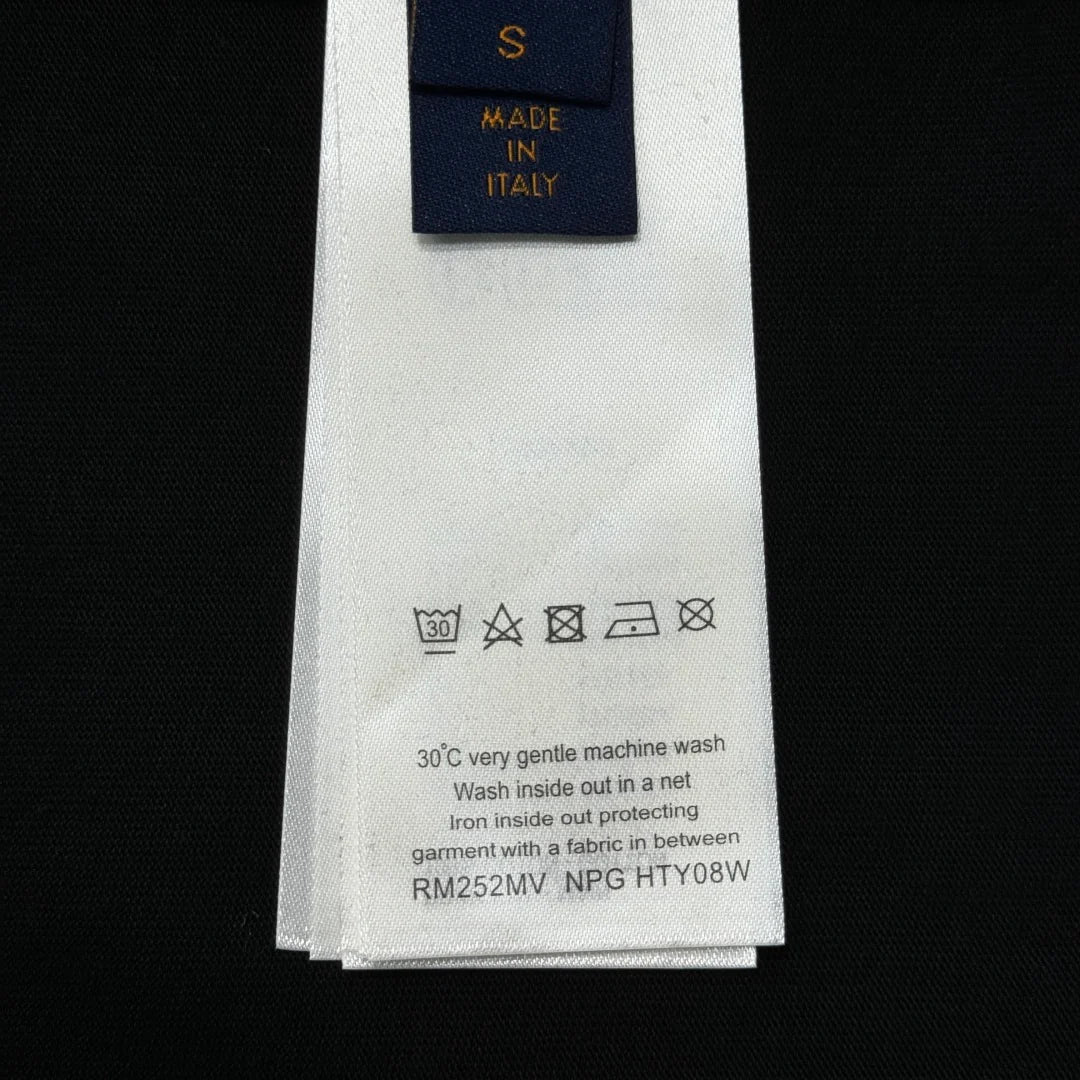 S
MADE
IN
ITALY
30
30°C very gentle machine wash
Wash inside out in a net
Iron inside out protecting
garment with a fabric in between
RM252MV NPG HTY08W